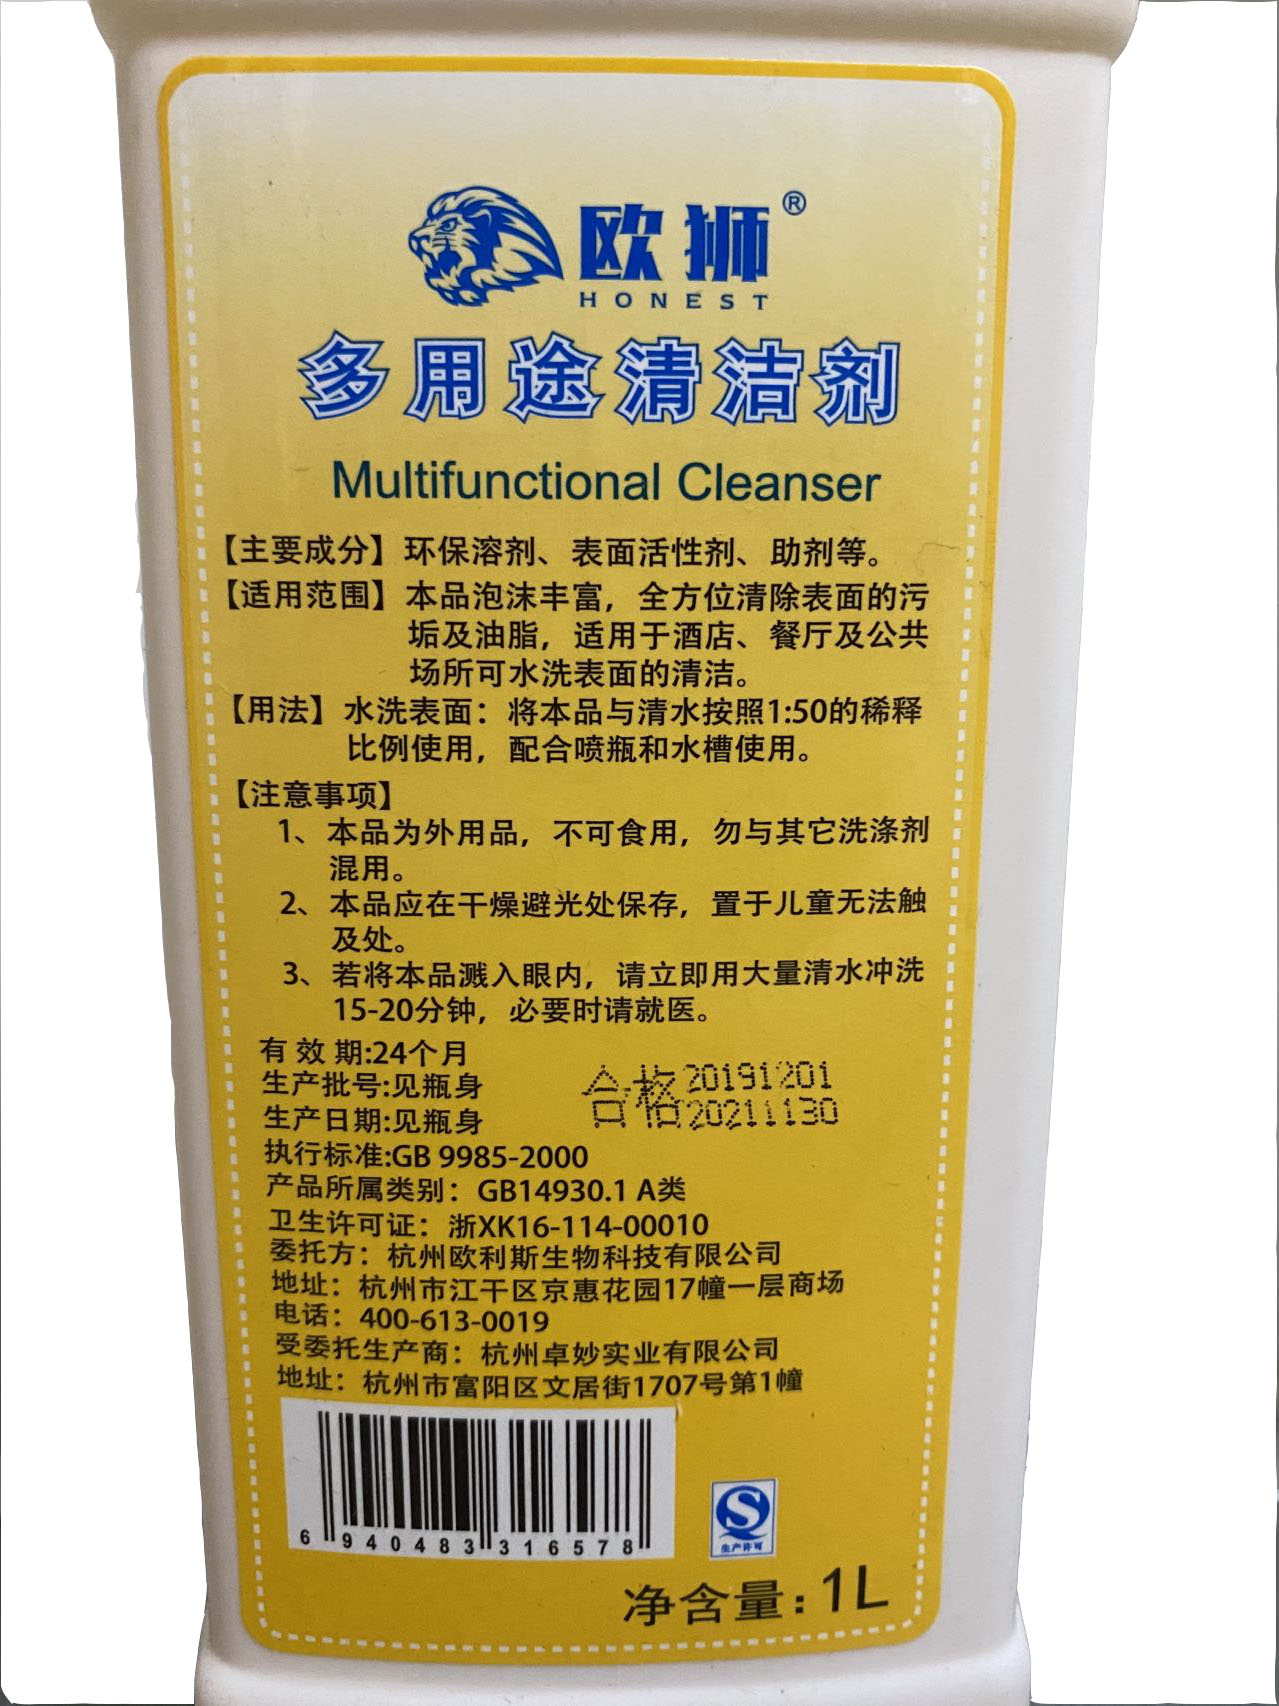 欧狮®
HONEST
多用途清洁剂
Multifunctional Cleanser
【主要成分】环保溶剂、表面活性剂、助剂等。
【适用范围】本品泡沫丰富，全方位清除表面的污
垢及油脂，适用于酒店、餐厅及公共
场所可水洗表面的清洁。
【用法】水洗表面：将本品与清水按照1:50的稀释
比例使用，配合喷瓶和水槽使用。
【注意事项】
1、本品为外用品，不可食用，勿与其它洗涤剂
混用。
2、本品应在干燥避光处保存，置于儿童无法触
及处。
3、若将本品溅入眼内，请立即用大量清水冲洗
15-20分钟，必要时请就医。
有效期:24个月
生产批号:见瓶身
生产日期:见瓶身
合格 20191201
20211130
执行标准:GB 9985-2000
产品所属类别：GB14930.1 A类
卫生许可证：浙XK16-114-00010
委托方：杭州欧利斯生物科技有限公司
地址：杭州市江干区京惠花园17幢一层商场
电话：400-613-0019
受委托生产商：杭州卓妙实业有限公司
地址：杭州市富阳区文居街1707号第1幢
6 940483 316578
生产许可
净含量:1L